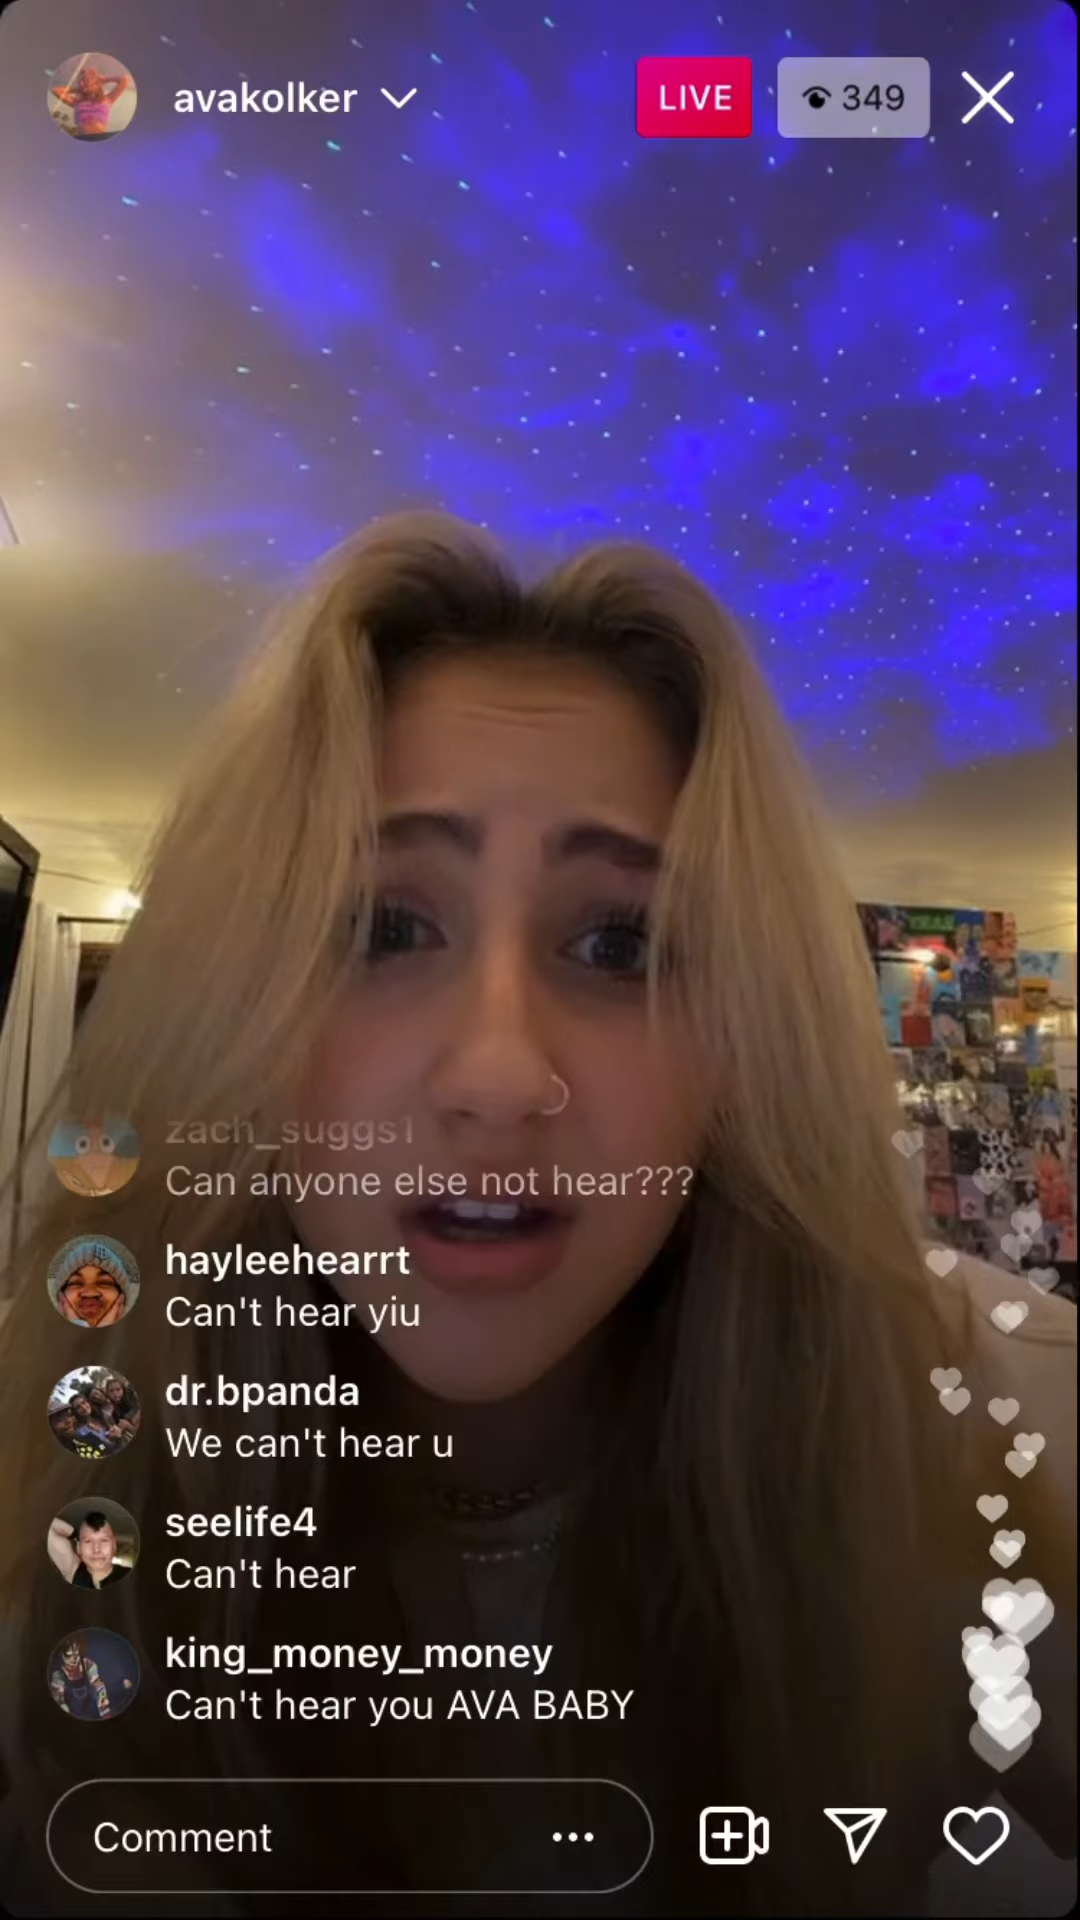 avakolker
LIVE
349
zach_suggs1
Can anyone else not hear???
hayleehearrt
Can't hear yiu
dr.bpanda
We can't hear u
seelife4
Can't hear
king_money_money
Can't hear you AVA BABY
Comment